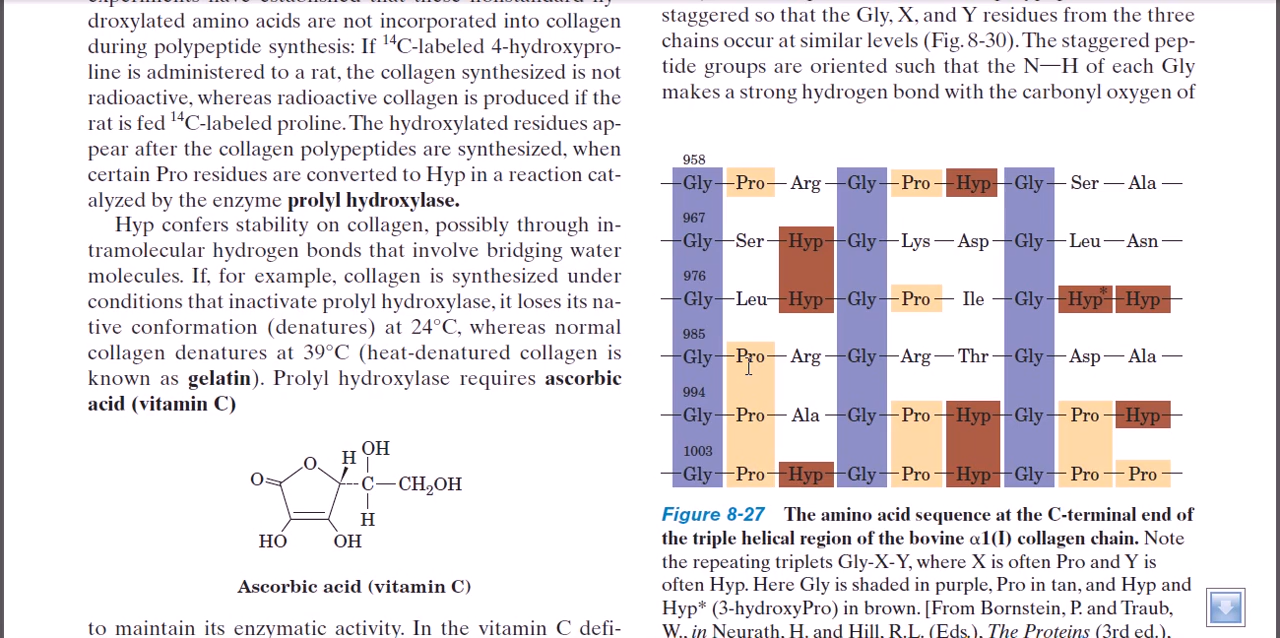 droxylated amino acids are not incorporated into collagen
during polypeptide synthesis: If ¹⁴C-labeled 4-hydroxypro-
line is administered to a rat, the collagen synthesized is not
radioactive, whereas radioactive collagen is produced if the
rat is fed ¹⁴C-labeled proline. The hydroxylated residues ap-
pear after the collagen polypeptides are synthesized, when
certain Pro residues are converted to Hyp in a reaction cat-
alyzed by the enzyme prolyl hydroxylase.
Hyp confers stability on collagen, possibly through in-
tramolecular hydrogen bonds that involve bridging water
molecules. If, for example, collagen is synthesized under
conditions that inactivate prolyl hydroxylase, it loses its na-
tive conformation (denatures) at 24°C, whereas normal
collagen denatures at 39°C (heat-denatured collagen is
known as gelatin). Prolyl hydroxylase requires ascorbic
acid (vitamin C)
OH
H
O
O
C—CH₂OH
H
HO
OH
Ascorbic acid (vitamin C)
to maintain its enzymatic activity. In the vitamin C defi-
staggered so that the Gly, X, and Y residues from the three
chains occur at similar levels (Fig. 8-30). The staggered pep-
tide groups are oriented such that the N—H of each Gly
makes a strong hydrogen bond with the carbonyl oxygen of
958
—Gly—Pro—Arg—Gly—Pro—Hyp—Gly—Ser—Ala—
967
—Gly—Ser—Hyp—Gly—Lys—Asp—Gly—Leu—Asn—
976
—Gly—Leu—Hyp—Gly—Pro—Ile—Gly—Hyp*—Hyp—
985
—Gly—Pro—Arg—Gly—Arg—Thr—Gly—Asp—Ala—
994
—Gly—Pro—Ala—Gly—Pro—Hyp—Gly—Pro—Hyp—
1003
—Gly—Pro—Hyp—Gly—Pro—Hyp—Gly—Pro—Pro—
Figure 8-27 The amino acid sequence at the C-terminal end of
the triple helical region of the bovine α1(I) collagen chain. Note
the repeating triplets Gly-X-Y, where X is often Pro and Y is
often Hyp. Here Gly is shaded in purple, Pro in tan, and Hyp and
Hyp* (3-hydroxyPro) in brown. [From Bornstein, P. and Traub,
W., in Neurath, H. and Hill, R.L. (Eds.), The Proteins (3rd ed.),